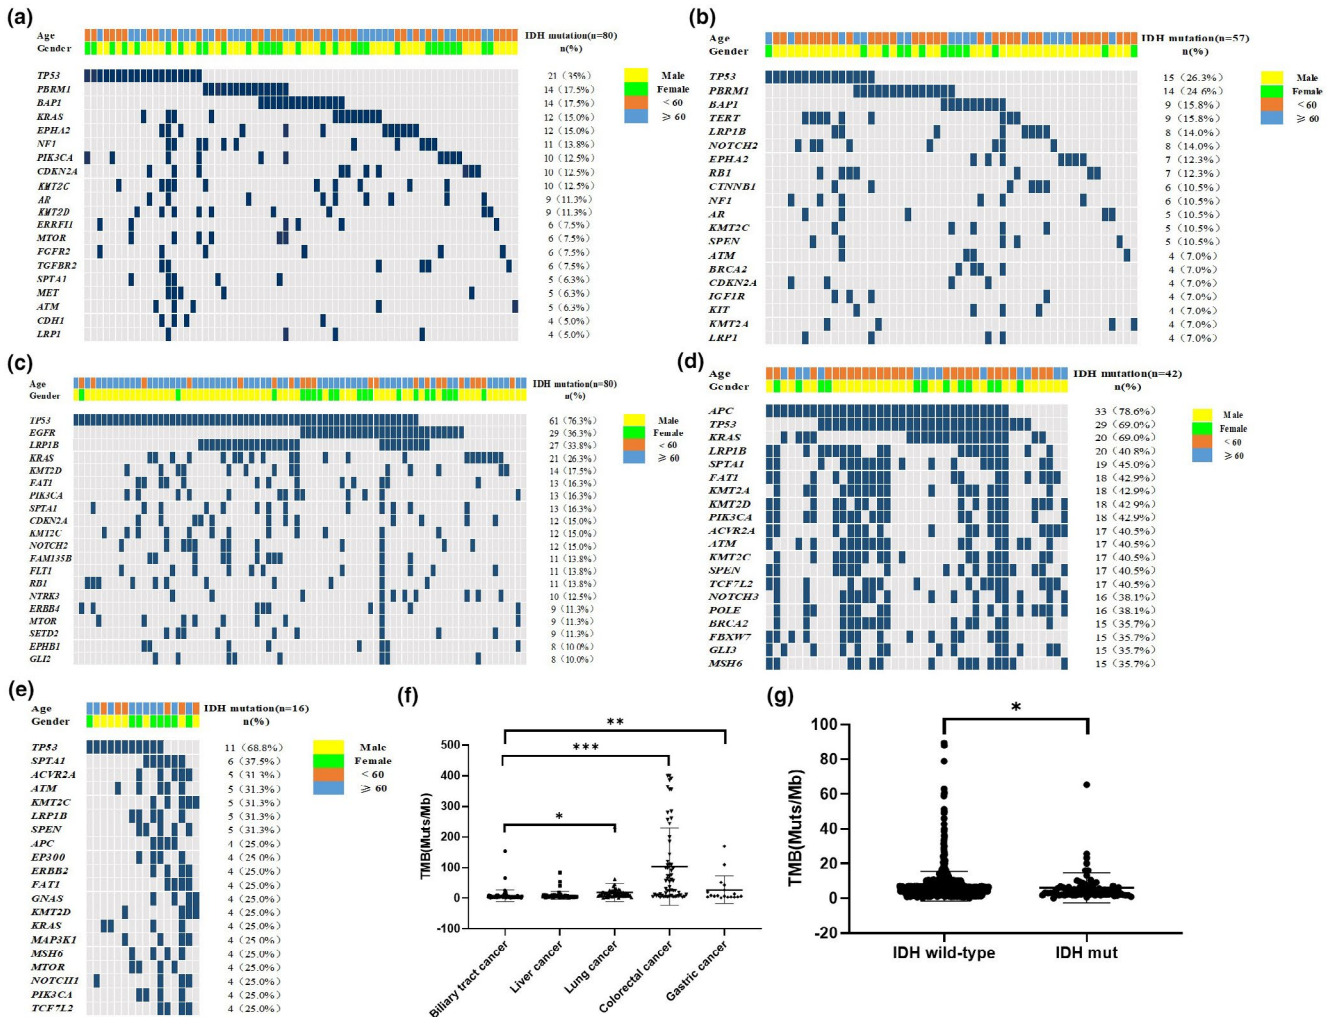 (a)
Age
Gender
IDH mutation(n=80)
n(%)
TP53 21 (35%)
PBRM1 14 (17.5%)
BAP1 14 (17.5%)
KRAS 12 (15.0%)
EPHA2 12 (15.0%)
NF1 11 (13.8%)
PIK3CA 10 (12.5%)
CDKN2A 10 (12.5%)
KMT2C 10 (12.5%)
AR 9 (11.3%)
KMT2D 9 (11.3%)
ERRFI1 6 (7.5%)
MTOR 6 (7.5%)
FGFR2 6 (7.5%)
TGFBR2 6 (7.5%)
SPTA1 5 (6.3%)
MET 5 (6.3%)
ATM 5 (6.3%)
CDH1 4 (5.0%)
LRP1 4 (5.0%)
Male
Female
< 60
≥ 60
(b)
Age
Gender
IDH mutation(n=57)
n(%)
TP53 15 (26.3%)
PBRM1 14 (24.6%)
BAP1 9 (15.8%)
TERT 9 (15.8%)
LRP1B 8 (14.0%)
NOTCH2 8 (14.0%)
EPHA2 7 (12.3%)
RB1 7 (12.3%)
CTNNB1 6 (10.5%)
NF1 6 (10.5%)
AR 5 (10.5%)
KMT2C 5 (10.5%)
SPEN 5 (10.5%)
ATM 4 (7.0%)
BRCA2 4 (7.0%)
CDKN2A 4 (7.0%)
IGF1R 4 (7.0%)
KIT 4 (7.0%)
KMT2A 4 (7.0%)
LRP1 4 (7.0%)
Male
Female
< 60
≥ 60
(c)
Age
Gender
IDH mutation(n=80)
n(%)
TP53 61 (76.3%)
EGFR 29 (36.3%)
LRP1B 27 (33.8%)
KRAS 21 (26.3%)
KMT2D 14 (17.5%)
FAT1 13 (16.3%)
PIK3CA 13 (16.3%)
SPTA1 13 (16.3%)
CDKN2A 12 (15.0%)
KMT2C 12 (15.0%)
NOTCH2 12 (15.0%)
FAM135B 11 (13.8%)
FLT1 11 (13.8%)
RB1 11 (13.8%)
NTRK3 10 (12.5%)
ERBB4 9 (11.3%)
MTOR 9 (11.3%)
SETD2 9 (11.3%)
EPHB1 8 (10.0%)
GLI2 8 (10.0%)
Male
Female
< 60
≥ 60
(d)
Age
Gender
IDH mutation(n=42)
n(%)
APC 33 (78.6%)
TP53 29 (69.0%)
KRAS 20 (69.0%)
LRP1B 20 (40.8%)
SPTA1 19 (45.0%)
FAT1 18 (42.9%)
KMT2A 18 (42.9%)
KMT2D 18 (42.9%)
PIK3CA 18 (42.9%)
ACVR2A 17 (40.5%)
ATM 17 (40.5%)
KMT2C 17 (40.5%)
SPEN 17 (40.5%)
TCF7L2 17 (40.5%)
NOTCH3 16 (38.1%)
POLE 16 (38.1%)
BRCA2 15 (35.7%)
FBXW7 15 (35.7%)
GLI3 15 (35.7%)
MSH6 15 (35.7%)
Male
Female
< 60
≥ 60
(e)
Age
Gender
IDH mutation(n=16)
n(%)
TP53 11 (68.8%)
SPTA1 6 (37.5%)
ACVR2A 5 (31.3%)
ATM 5 (31.3%)
KMT2C 5 (31.3%)
LRP1B 5 (31.3%)
SPEN 5 (31.3%)
APC 4 (25.0%)
EP300 4 (25.0%)
ERBB2 4 (25.0%)
FAT1 4 (25.0%)
GNAS 4 (25.0%)
KMT2D 4 (25.0%)
KRAS 4 (25.0%)
MAP3K1 4 (25.0%)
MSH6 4 (25.0%)
MTOR 4 (25.0%)
NOTCH1 4 (25.0%)
PIK3CA 4 (25.0%)
TCF7L2 4 (25.0%)
Male
Female
< 60
≥ 60
(f)
TMB(Muts/Mb)
500
400
300
200
100
0
-100
**
***
*
Biliary tract cancer
Liver cancer
Lung cancer
Colorectal cancer
Gastric cancer
(g)
TMB(Muts/Mb)
100
80
60
40
20
0
-20
*
IDH wild-type
IDH mut